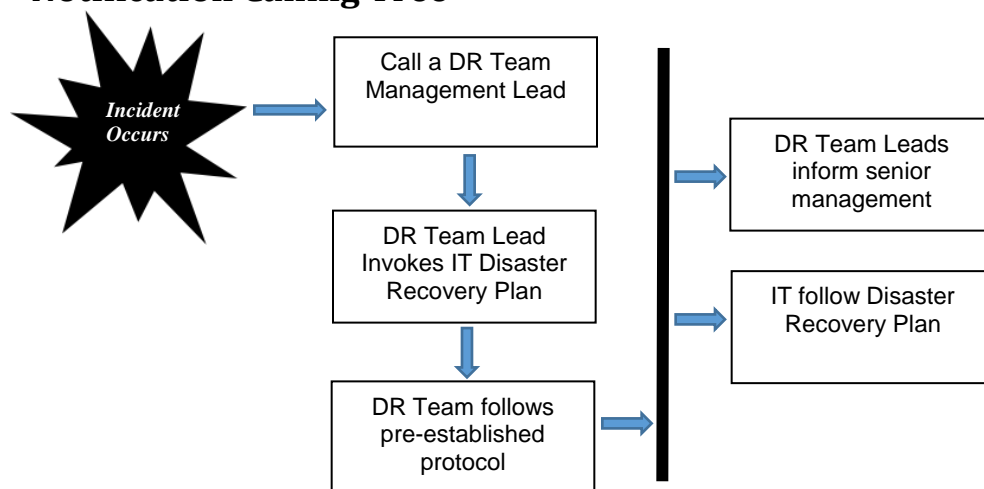 Notification Calling Tree
Incident
Occurs
Call a DR Team
Management Lead
DR Team Lead
Invokes IT Disaster
Recovery Plan
DR Team follows
pre-established
protocol
DR Team Leads
inform senior
management
IT follow Disaster
Recovery Plan